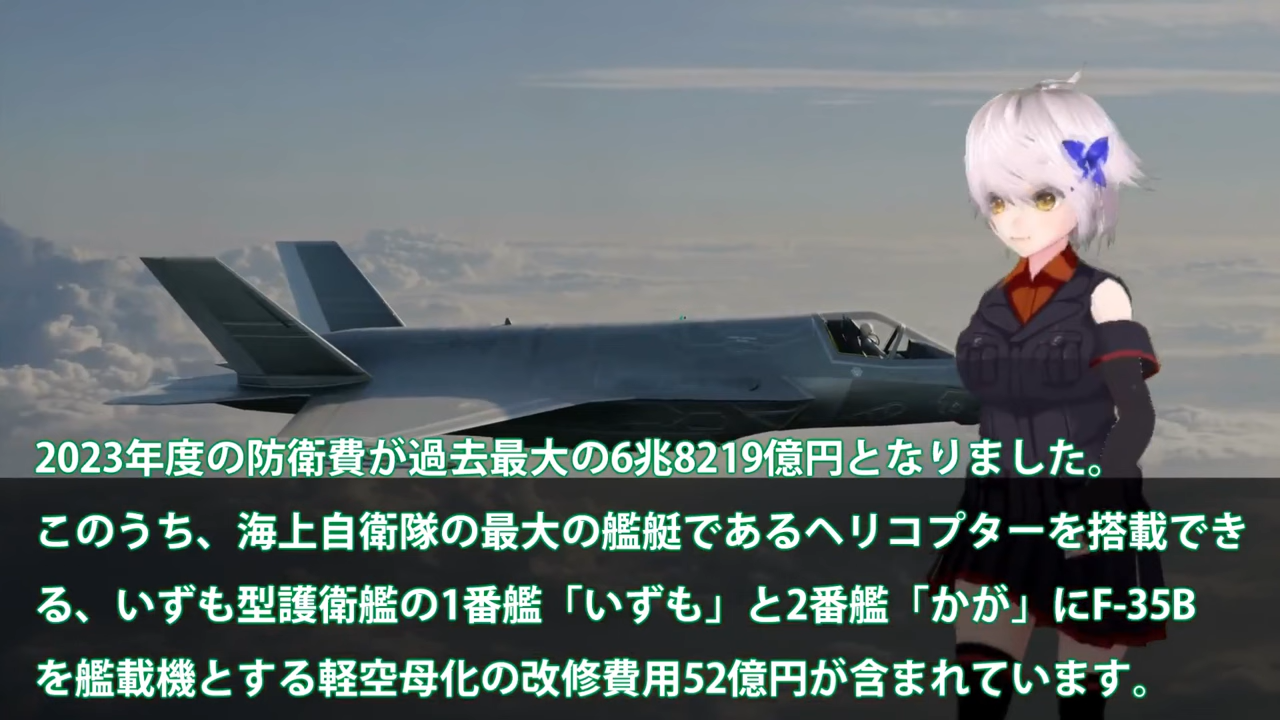 2023年度の防衛費が過去最大の6兆8219億円となりました。
このうち、海上自衛隊の最大の艦艇であるヘリコプターを搭載でき
る、いずも型護衛艦の1番艦「いずも」と2番艦「かが」にF-35B
を艦載機とする軽空母化の改修費用52億円が含まれています。